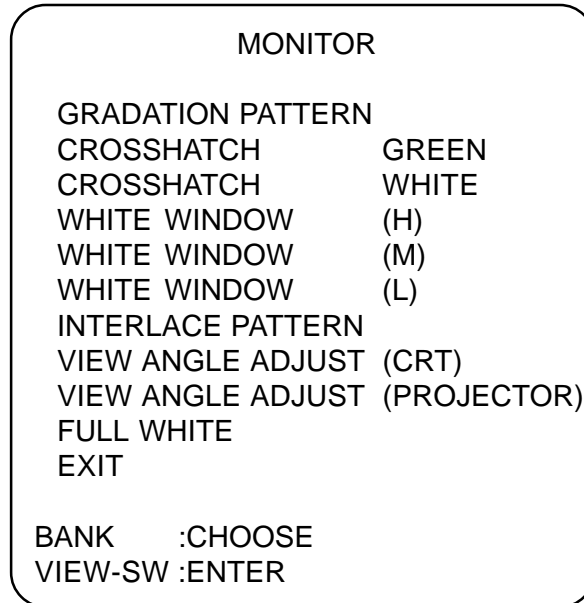 MONITOR
GRADATION PATTERN
CROSSHATCH GREEN
CROSSHATCH WHITE
WHITE WINDOW (H)
WHITE WINDOW (M)
WHITE WINDOW (L)
INTERLACE PATTERN
VIEW ANGLE ADJUST (CRT)
VIEW ANGLE ADJUST (PROJECTOR)
FULL WHITE
EXIT
BANK :CHOOSE
VIEW-SW :ENTER